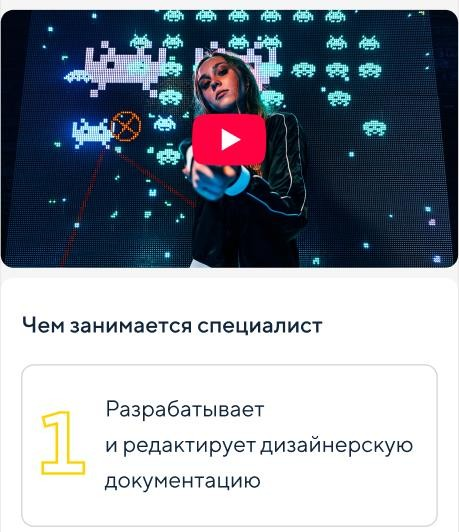 Чем занимается специалист
1
Разрабатывает
и редактирует дизайнерскую
документацию